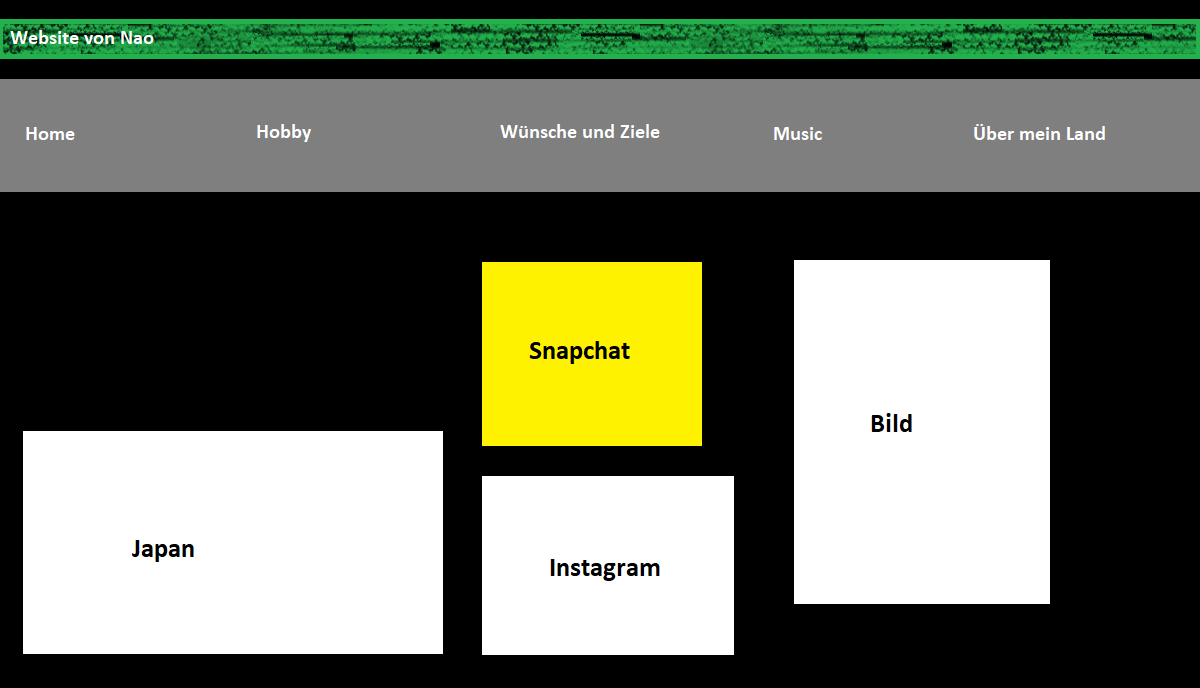 Website von Nao
Home
Hobby
Wünsche und Ziele
Music
Über mein Land
Snapchat
Bild
Japan
Instagram